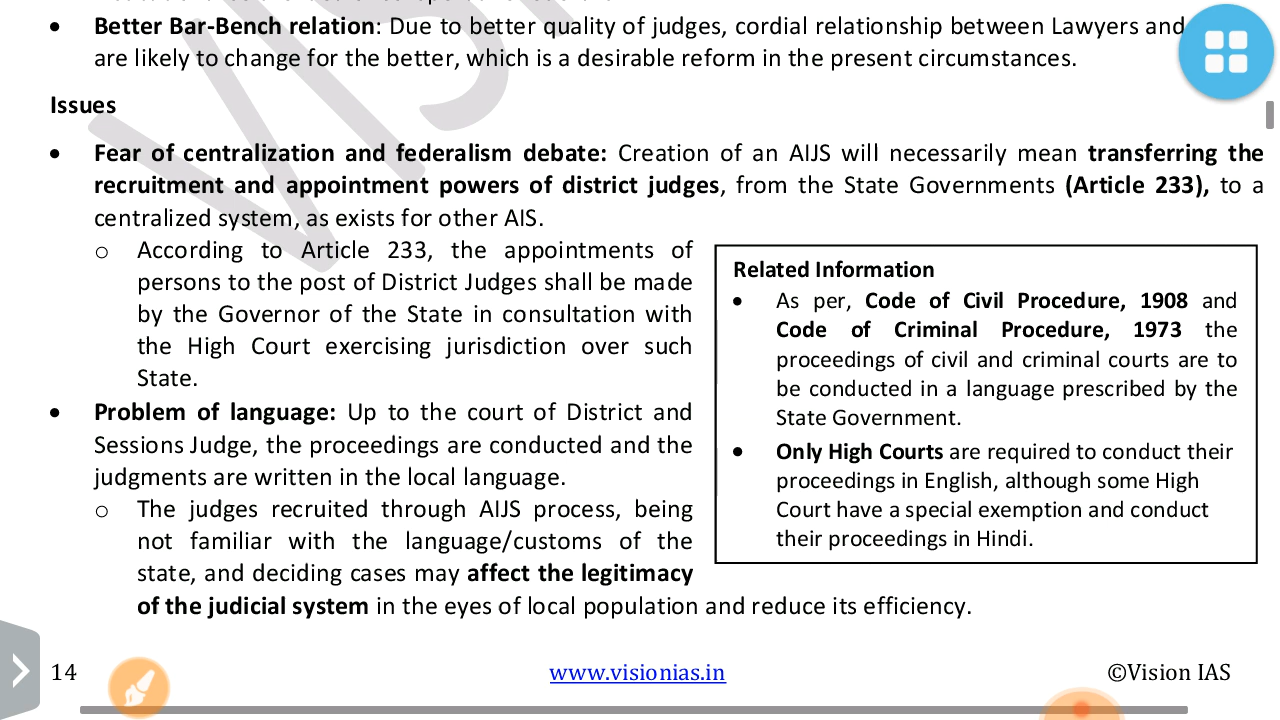 • Better Bar-Bench relation: Due to better quality of judges, cordial relationship between Lawyers and
are likely to change for the better, which is a desirable reform in the present circumstances.
Issues
• Fear of centralization and federalism debate: Creation of an AIJS will necessarily mean transferring the
recruitment and appointment powers of district judges, from the State Governments (Article 233), to a
centralized system, as exists for other AIS.
o According to Article 233, the appointments of
persons to the post of District Judges shall be made
by the Governor of the State in consultation with
the High Court exercising jurisdiction over such
State.
• Problem of language: Up to the court of District and
Sessions Judge, the proceedings are conducted and the
judgments are written in the local language.
o The judges recruited through AIJS process, being
not familiar with the language/customs of the
state, and deciding cases may affect the legitimacy
of the judicial system in the eyes of local population and reduce its efficiency.
Related Information
• As per, Code of Civil Procedure, 1908 and
Code of Criminal Procedure, 1973 the
proceedings of civil and criminal courts are to
be conducted in a language prescribed by the
State Government.
• Only High Courts are required to conduct their
proceedings in English, although some High
Court have a special exemption and conduct
their proceedings in Hindi.
14
www.visionias.in
©Vision IAS